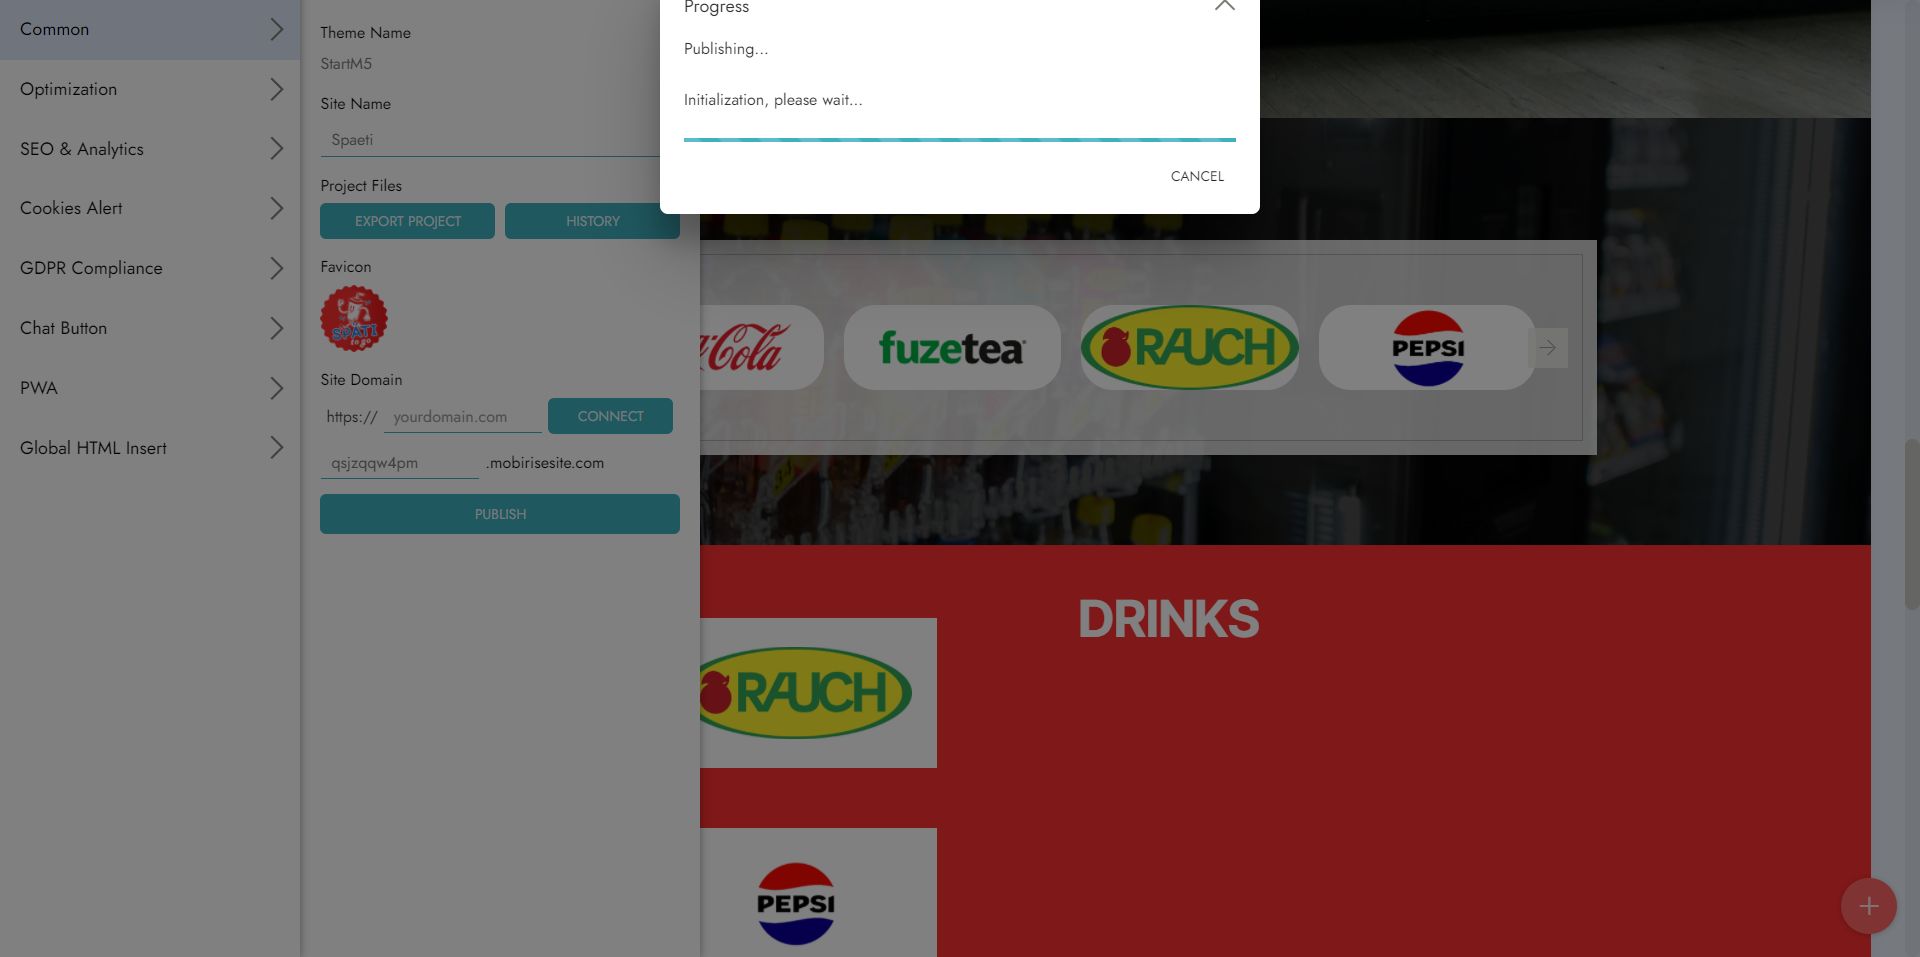 Common
Optimization
SEO & Analytics
Cookies Alert
GDPR Compliance
Chat Button
PWA
Global HTML Insert
Theme Name
StartM5
Site Name
Spaeti
Project Files
EXPORT PROJECT
HISTORY
Favicon
SPÄTI
to go
Site Domain
https://
yourdomain.com
CONNECT
qsjzqqw4pm
.mobirisesite.com
PUBLISH
Progress
Publishing...
Initialization, please wait...
CANCEL
Cola
fuzetea
RAUCH
PEPSI
DRINKS
RAUCH
PEPSI